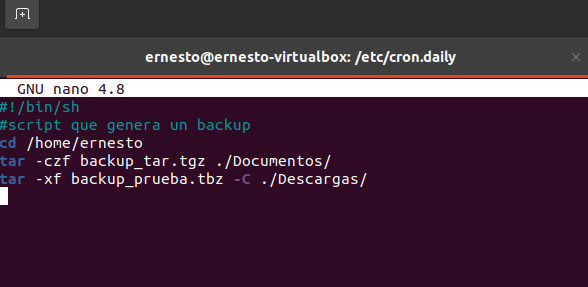 ernesto@ernesto-virtualbox: /etc/cron.daily
GNU nano 4.8
#!/bin/sh
#script que genera un backup
cd /home/ernesto
tar -czf backup_tar.tgz ./Documentos/
tar -xf backup_prueba.tbz -C ./Descargas/